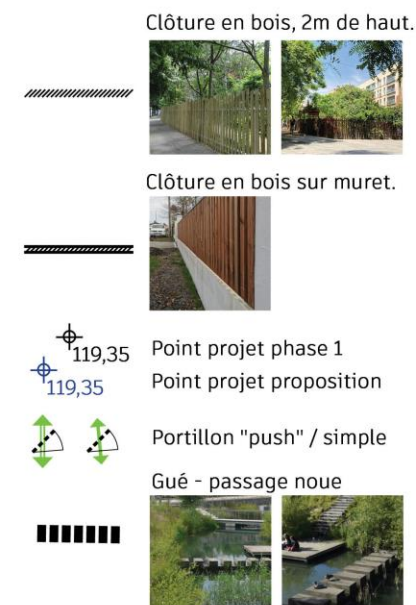 Clôture en bois, 2m de haut.
Clôture en bois sur muret.
119,35 Point projet phase 1
119,35 Point projet proposition
Portillon "push" / simple
Gué - passage noue